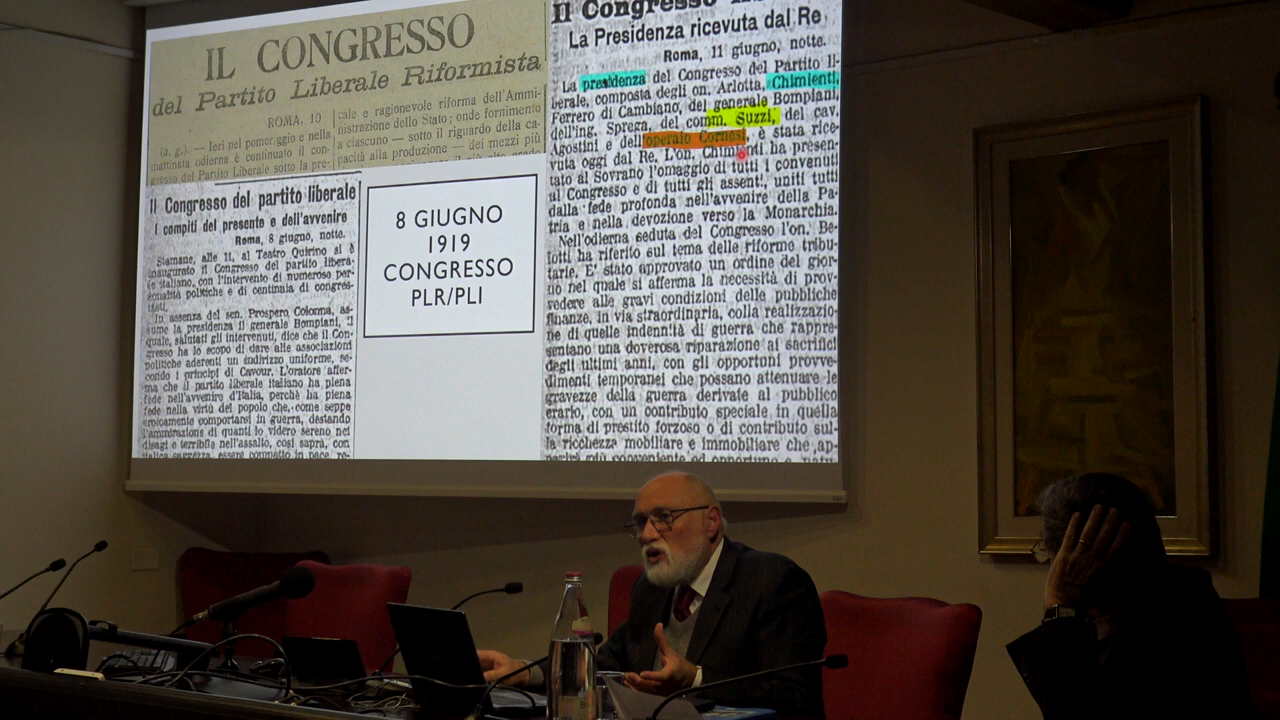 IL CONGRESSO
del Partito Liberale Riformista
ROMA, 10
(a. g.). — Ieri nel pomeriggio e nella
mattinata odierna è continuato il con-
gresso del Partito Liberale sotto la pre-
cale e ragionevole riforma dell'Ammi-
nistrazione dello Stato; onde fornimento
a ciascuno — sotto il riguardo della ca-
pacità alla produzione — dei mezzi più
Il Congresso del partito liberale
I compiti del presente e dell'avvenire
Roma, 8 giugno, notte.
Stamane, alle 11, al Teatro Quirino si è
inaugurato il Congresso del partito libera-
le italiano, con l'intervento di numerose per-
sonalità politiche e di centinaia di congres-
sisti.
In assenza del sen. Prospero Colonna, as-
sume la presidenza il generale Bompiani, il
quale, salutati gli intervenuti, dice che il Con-
gresso ha lo scopo di dare alle associazioni
politiche aderenti un indirizzo uniforme, se-
condo i principi di Cavour. L'oratore affer-
ma che il partito liberale italiano ha piena
fede nell'avvenire d'Italia, perchè ha piena
fede nella virtù del popolo che, come seppe
eroicamente comportarsi in guerra, destando
l'ammirazione di quanti lo videro sereno nei
disagi e terribile nell'assalto, così saprà, con
italica saggezza, essere compatto in pace, re-
8 GIUGNO
1919
CONGRESSO
PLR/PLI
Il Congresso
La Presidenza ricevuta dal Re
Roma, 11 giugno, notte.
La presidenza del Congresso del Partito li-
berale, composta degli on. Arlotta, Chimienti,
Ferrero di Cambiano, del generale Bompiani,
dell'ing. Sprega, del comm. Suzzi, del cav.
Agostini e dell'operaio Cornesi, è stata rice-
vuta oggi dal Re. L'on. Chimienti ha presen-
tato al Sovrano l'omaggio di tutti i convenuti
al Congresso e di tutti gli assenti, uniti tutti
dalla fede profonda nell'avvenire della Pa-
tria e nella devozione verso la Monarchia.
Nell'odierna seduta del Congresso l'on. Be-
lotti ha riferito sul tema delle riforme tribu-
tarie. E' stato approvato un ordine del gior-
no nel quale si afferma la necessità di prov-
vedere alle gravi condizioni delle pubbliche
finanze, in via straordinaria, colla realizzazio-
ne di quelle indennità di guerra che rappre-
sentano una doverosa riparazione ai sacrifici
degli ultimi anni, con gli opportuni provve-
dimenti temporanei che possano attenuare le
gravezze della guerra derivate al pubblico
erario, con un contributo speciale in quella
forma di prestito forzoso o di contributo sul-
la ricchezza mobiliare e immobiliare che ap-
parirà più conveniente ed opportuno e, natu